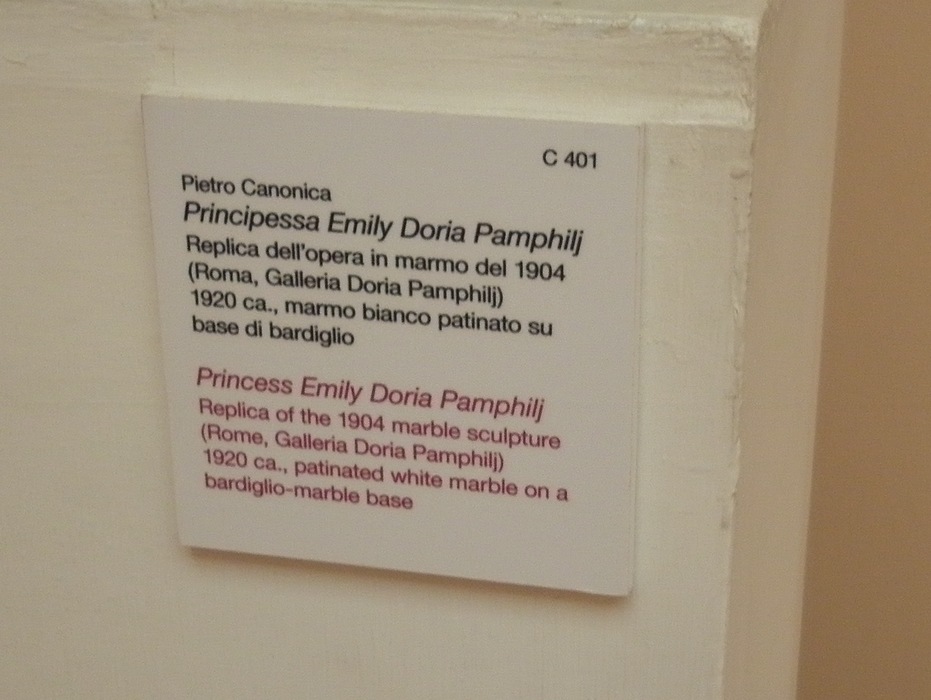 C 401
Pietro Canonica
Principessa Emily Doria Pamphilj
Replica dell'opera in marmo del 1904
(Roma, Galleria Doria Pamphilj)
1920 ca., marmo bianco patinato su
base di bardiglio
Princess Emily Doria Pamphilj
Replica of the 1904 marble sculpture
(Rome, Galleria Doria Pamphilj)
1920 ca., patinated white marble on a
bardiglio-marble base